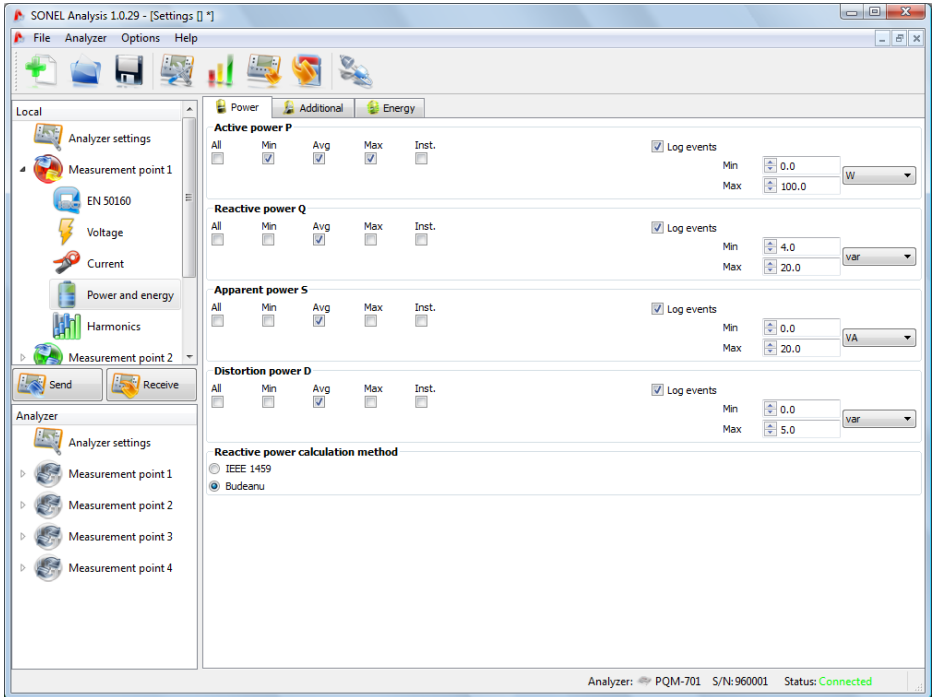 SONEL Analysis 1.0.29 - [Settings [] *]
File Analyzer Options Help
Local
Analyzer settings
Measurement point 1
EN 50160
Voltage
Current
Power and energy
Harmonics
Measurement point 2
Send Receive
Analyzer
Analyzer settings
Measurement point 1
Measurement point 2
Measurement point 3
Measurement point 4
Power Additional Energy
Active power P
All Min Avg Max Inst. Log events
Min 0.0
Max 100.0
W
Reactive power Q
All Min Avg Max Inst. Log events
Min 4.0
Max 20.0
var
Apparent power S
All Min Avg Max Inst. Log events
Min 0.0
Max 20.0
VA
Distortion power D
All Min Avg Max Inst. Log events
Min 0.0
Max 5.0
var
Reactive power calculation method
IEEE 1459
Budeanu
Analyzer: PQM-701 S/N: 960001 Status: Connected